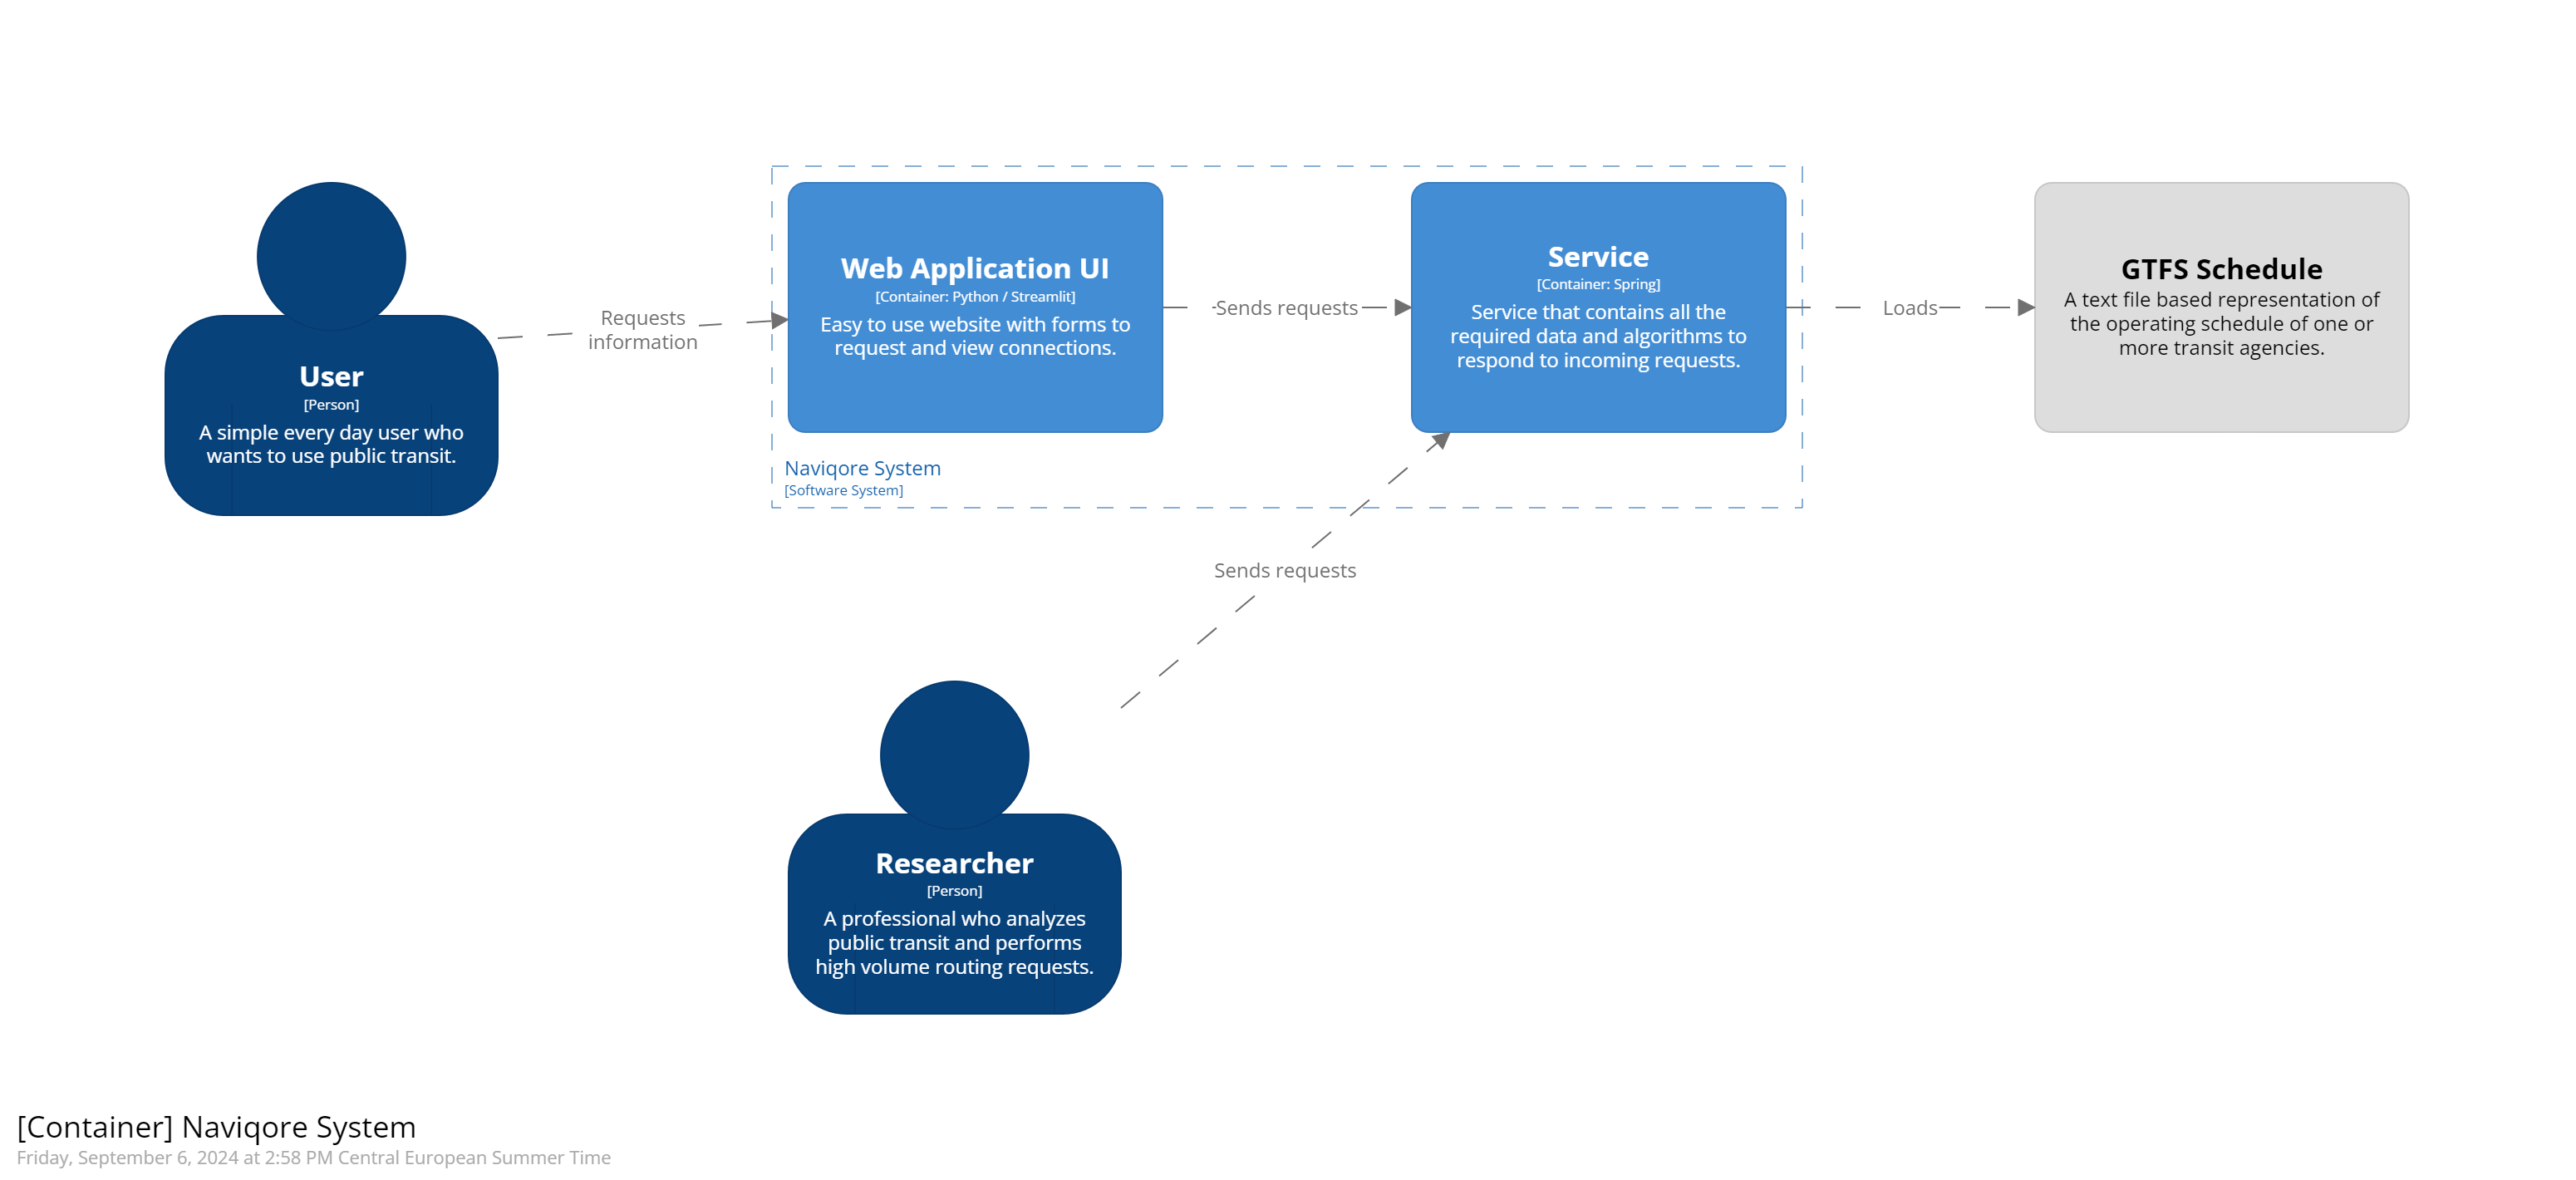 User
[Person]
A simple every day user who
wants to use public transit.
Requests
information
Web Application UI
[Container: Python / Streamlit]
Easy to use website with forms to
request and view connections.
Sends requests
Service
[Container: Spring]
Service that contains all the
required data and algorithms to
respond to incoming requests.
Loads
GTFS Schedule
A text file based representation of
the operating schedule of one or
more transit agencies.
Naviqore System
[Software System]
Sends requests
Researcher
[Person]
A professional who analyzes
public transit and performs
high volume routing requests.
[Container] Naviqore System
Friday, September 6, 2024 at 2:58 PM Central European Summer Time